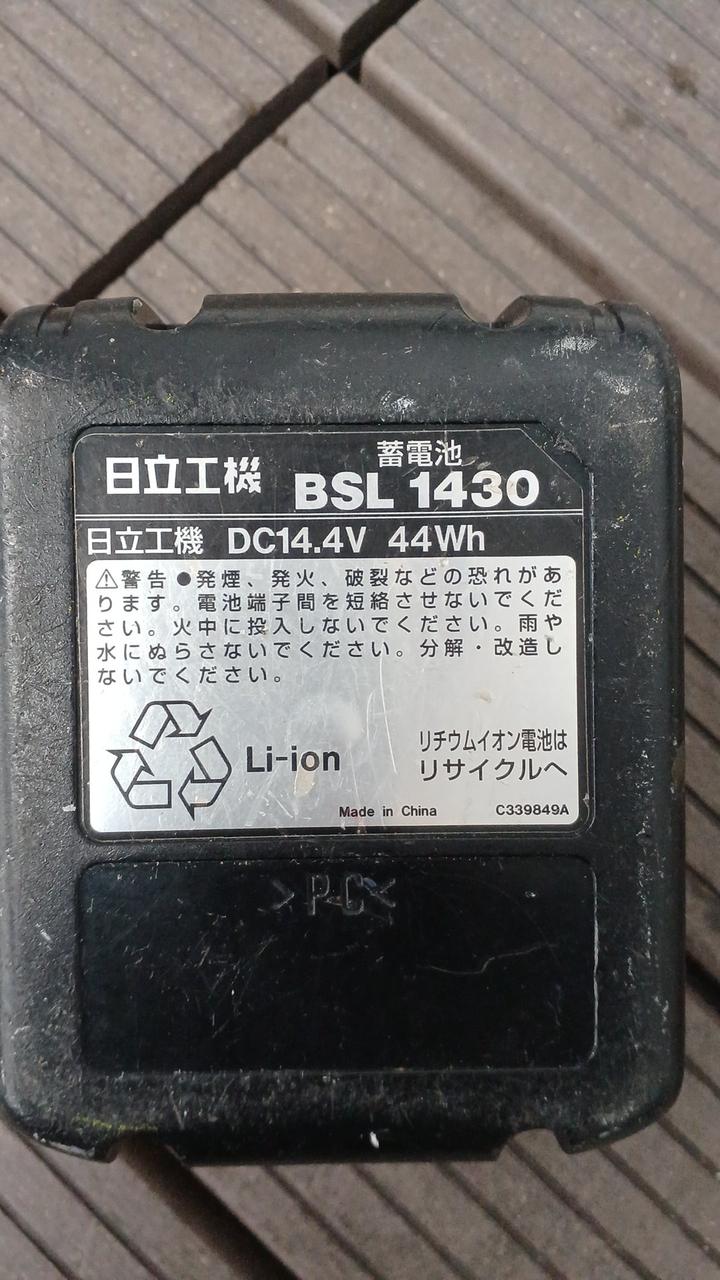 日立工機
蓄電池
BSL 1430
日立工機 DC14.4V 44Wh
⚠警告 ●発煙、発火、破裂などの恐れがあ
ります。電池端子間を短絡させないでくだ
さい。火中に投入しないでください。雨や
水にぬらさないでください。分解・改造し
ないでください。
Li-ion
リチウムイオン電池は
リサイクルへ
Made in China
C339849A
>PC<